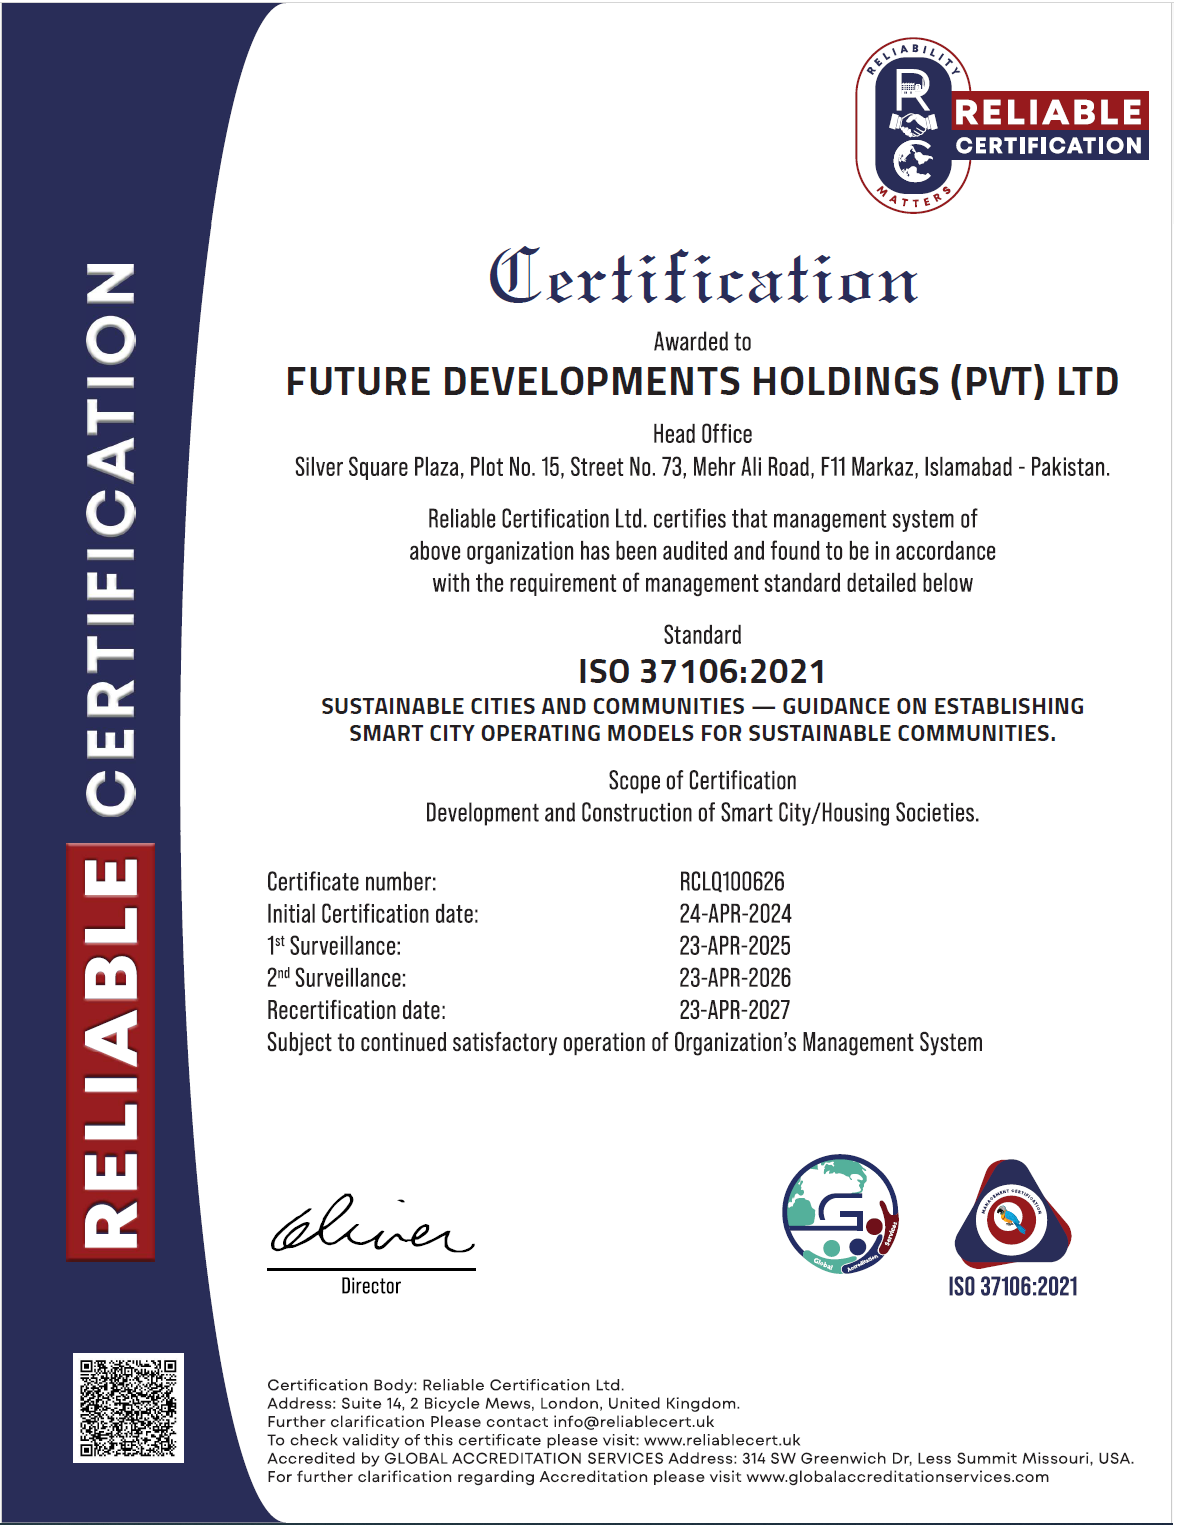 RELIABILITY
R
C
MATTERS
RELIABLE
CERTIFICATION
RELIABLE CERTIFICATION
Certification
Awarded to
FUTURE DEVELOPMENTS HOLDINGS (PVT) LTD
Head Office
Silver Square Plaza, Plot No. 15, Street No. 73, Mehr Ali Road, F11 Markaz, Islamabad - Pakistan.
Reliable Certification Ltd. certifies that management system of
above organization has been audited and found to be in accordance
with the requirement of management standard detailed below
Standard
ISO 37106:2021
SUSTAINABLE CITIES AND COMMUNITIES — GUIDANCE ON ESTABLISHING
SMART CITY OPERATING MODELS FOR SUSTAINABLE COMMUNITIES.
Scope of Certification
Development and Construction of Smart City/Housing Societies.
Certificate number: RCLQ100626
Initial Certification date: 24-APR-2024
1st Surveillance: 23-APR-2025
2nd Surveillance: 23-APR-2026
Recertification date: 23-APR-2027
Subject to continued satisfactory operation of Organization's Management System
Oliver
Director
G
Global Accreditation Services
MANAGEMENT CERTIFICATION
ISO 37106:2021
Certification Body: Reliable Certification Ltd.
Address: Suite 14, 2 Bicycle Mews, London, United Kingdom.
Further clarification Please contact info@reliablecert.uk
To check validity of this certificate please visit: www.reliablecert.uk
Accredited by GLOBAL ACCREDITATION SERVICES Address: 314 SW Greenwich Dr, Less Summit Missouri, USA.
For further clarification regarding Accreditation please visit www.globalaccreditationservices.com